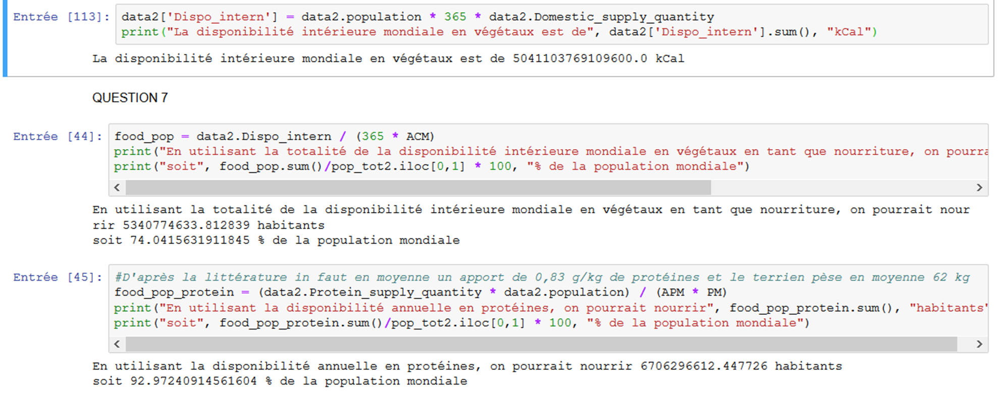 Entrée [113]: data2['Dispo_intern'] = data2.population * 365 * data2.Domestic_supply_quantity
print("La disponibilité intérieure mondiale en végétaux est de", data2['Dispo_intern'].sum(), "kCal")
La disponibilité intérieure mondiale en végétaux est de 5041103769109600.0 kCal
QUESTION 7
Entrée [44]: food_pop = data2.Dispo_intern / (365 * ACM)
print("En utilisant la totalité de la disponibilité intérieure mondiale en végétaux en tant que nourriture, on pourra
print("soit", food_pop.sum()/pop_tot2.iloc[0,1] * 100, "% de la population mondiale")
En utilisant la totalité de la disponibilité intérieure mondiale en végétaux en tant que nourriture, on pourrait nour
rir 5340774633.812839 habitants
soit 74.0415631911845 % de la population mondiale
Entrée [45]: #D'après la littérature in faut en moyenne un apport de 0,83 g/kg de protéines et le terrien pèse en moyenne 62 kg
food_pop_protein = (data2.Protein_supply_quantity * data2.population) / (APM * PM)
print("En utilisant la disponibilité annuelle en protéines, on pourrait nourrir", food_pop_protein.sum(), "habitants"
print("soit", food_pop_protein.sum()/pop_tot2.iloc[0,1] * 100, "% de la population mondiale")
En utilisant la disponibilité annuelle en protéines, on pourrait nourrir 6706296612.447726 habitants
soit 92.97240914561604 % de la population mondiale